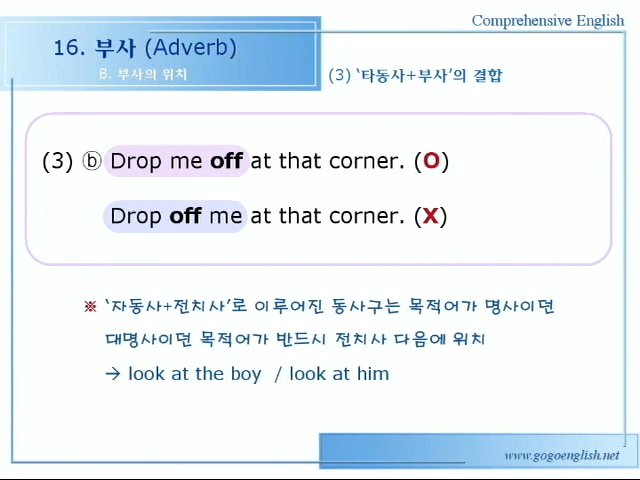 Comprehensive English
16. 부사 (Adverb)
B. 부사의 위치
(3) ‘타동사+부사’의 결합
(3) ⓑ Drop me off at that corner. (O)
Drop off me at that corner. (X)
※ ‘자동사+전치사’로 이루어진 동사구는 목적어가 명사이던
대명사이던 목적어가 반드시 전치사 다음에 위치
→ look at the boy / look at him
www.gogoenglish.net